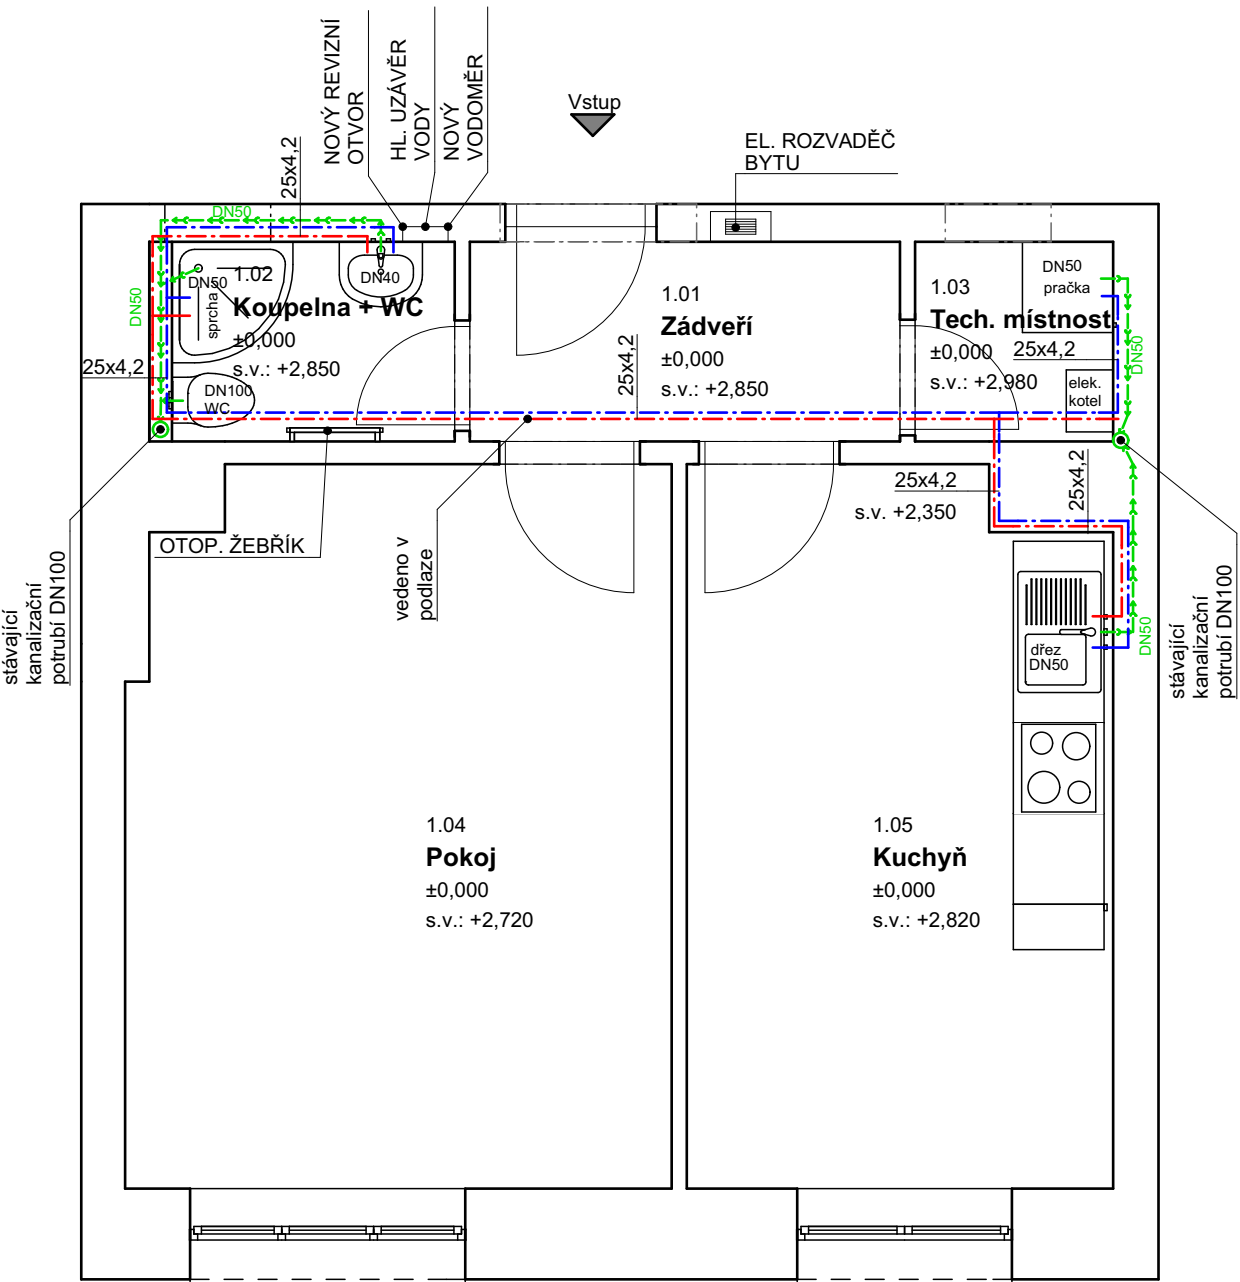 NOVÝ REVIZNÍ
OTVOR
HL. UZÁVĚR
VODY
NOVÝ
VODOMĚR
Vstup
EL. ROZVADĚČ
BYTU
25x4,2
DN50
DN50
DN50
sprcha
1.02
Koupelna + WC
±0,000
s.v.: +2,850
DN40
25x4,2
DN100
WC
1.01
Zádveří
±0,000
s.v.: +2,850
25x4,2
1.03
Tech. místnost
±0,000
s.v.: +2,980
DN50
pračka
25x4,2
DN50
elek.
kotel
OTOP. ŽEBŘÍK
vedeno v
podlaze
25x4,2
s.v. +2,350
25x4,2
stávající
kanalizační
potrubí DN100
stávající
kanalizační
potrubí DN100
dřez
DN50
DN50
1.04
Pokoj
±0,000
s.v.: +2,720
1.05
Kuchyň
±0,000
s.v.: +2,820